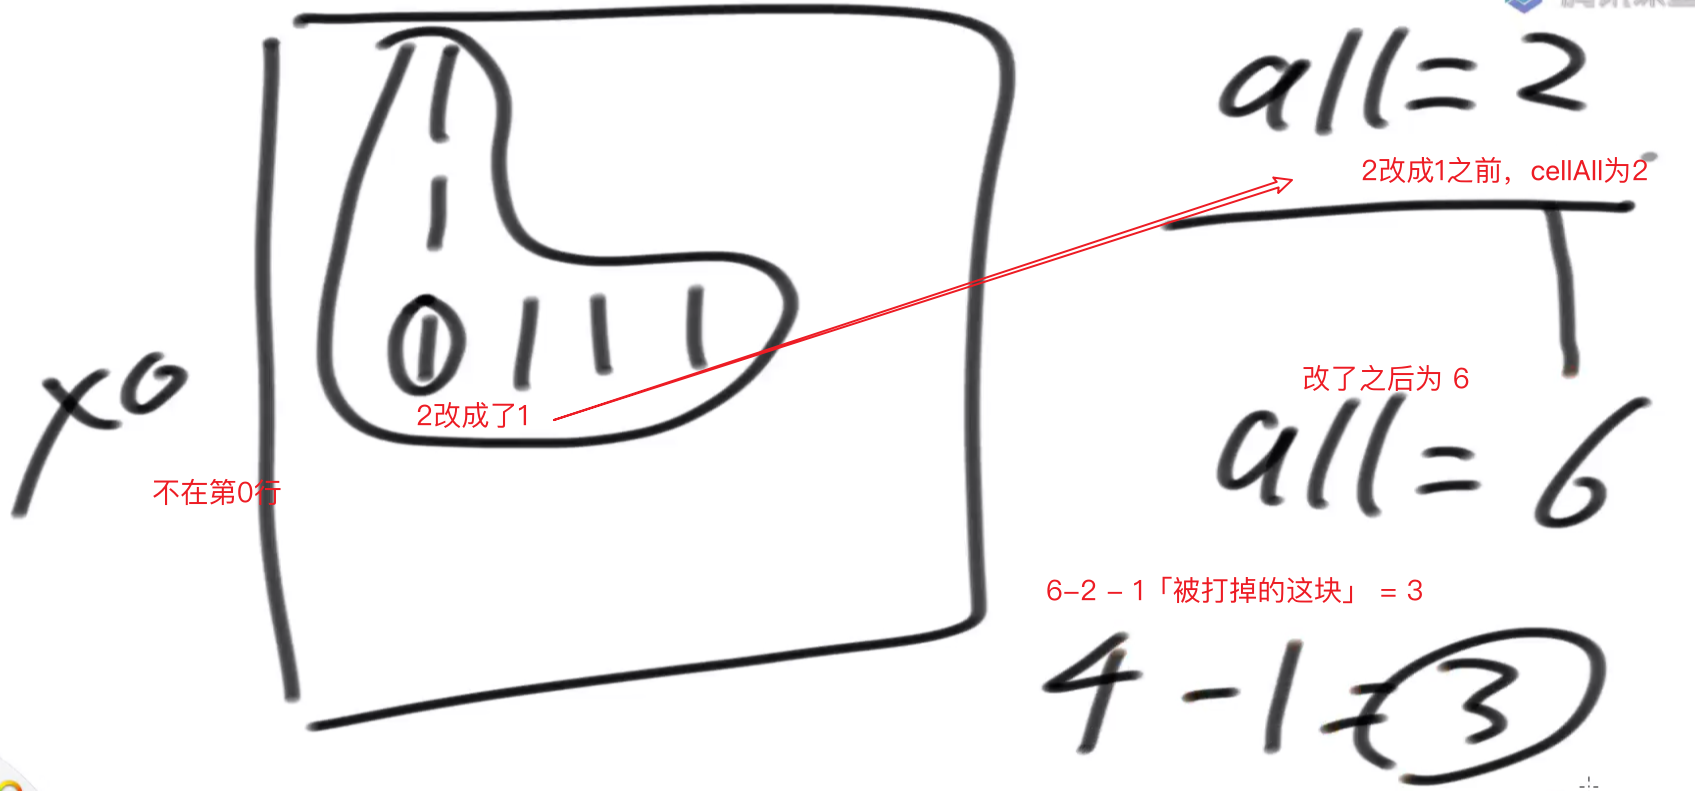 all=2
2改成1之前，cellAll为2
1
1
0 1 1 1 1
2改成了1
x0
不在第0行
改了之后为 6
all=6
6-2 - 1「被打掉的这块」 = 3
4-1=3